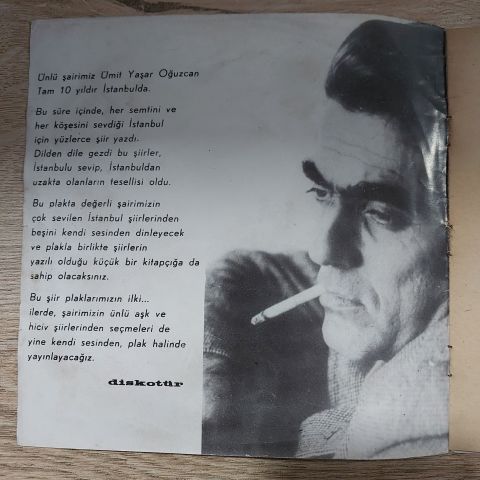 Ünlü şairimiz Ümit Yaşar Oğuzcan
Tam 10 yıldır İstanbulda.
Bu süre içinde, her semtini ve
her köşesini sevdiği İstanbul
için yüzlerce şiir yazdı.
Dilden dile gezdi bu şiirler,
İstanbulu sevip, İstanbuldan
uzakta olanların tesellisi oldu.
Bu plakta değerli şairimizin
çok sevilen İstanbul şiirlerinden
beşini kendi sesinden dinleyecek
ve plakla birlikte şiirlerin
yazılı olduğu küçük bir kitapçığa da
sahip olacaksınız.
Bu şiir plaklarımızın ilki...
ilerde, şairimizin ünlü aşk ve
hiciv şiirlerinden seçmeleri de
yine kendi sesinden, plak halinde
yayınlayacağız.
diskotür